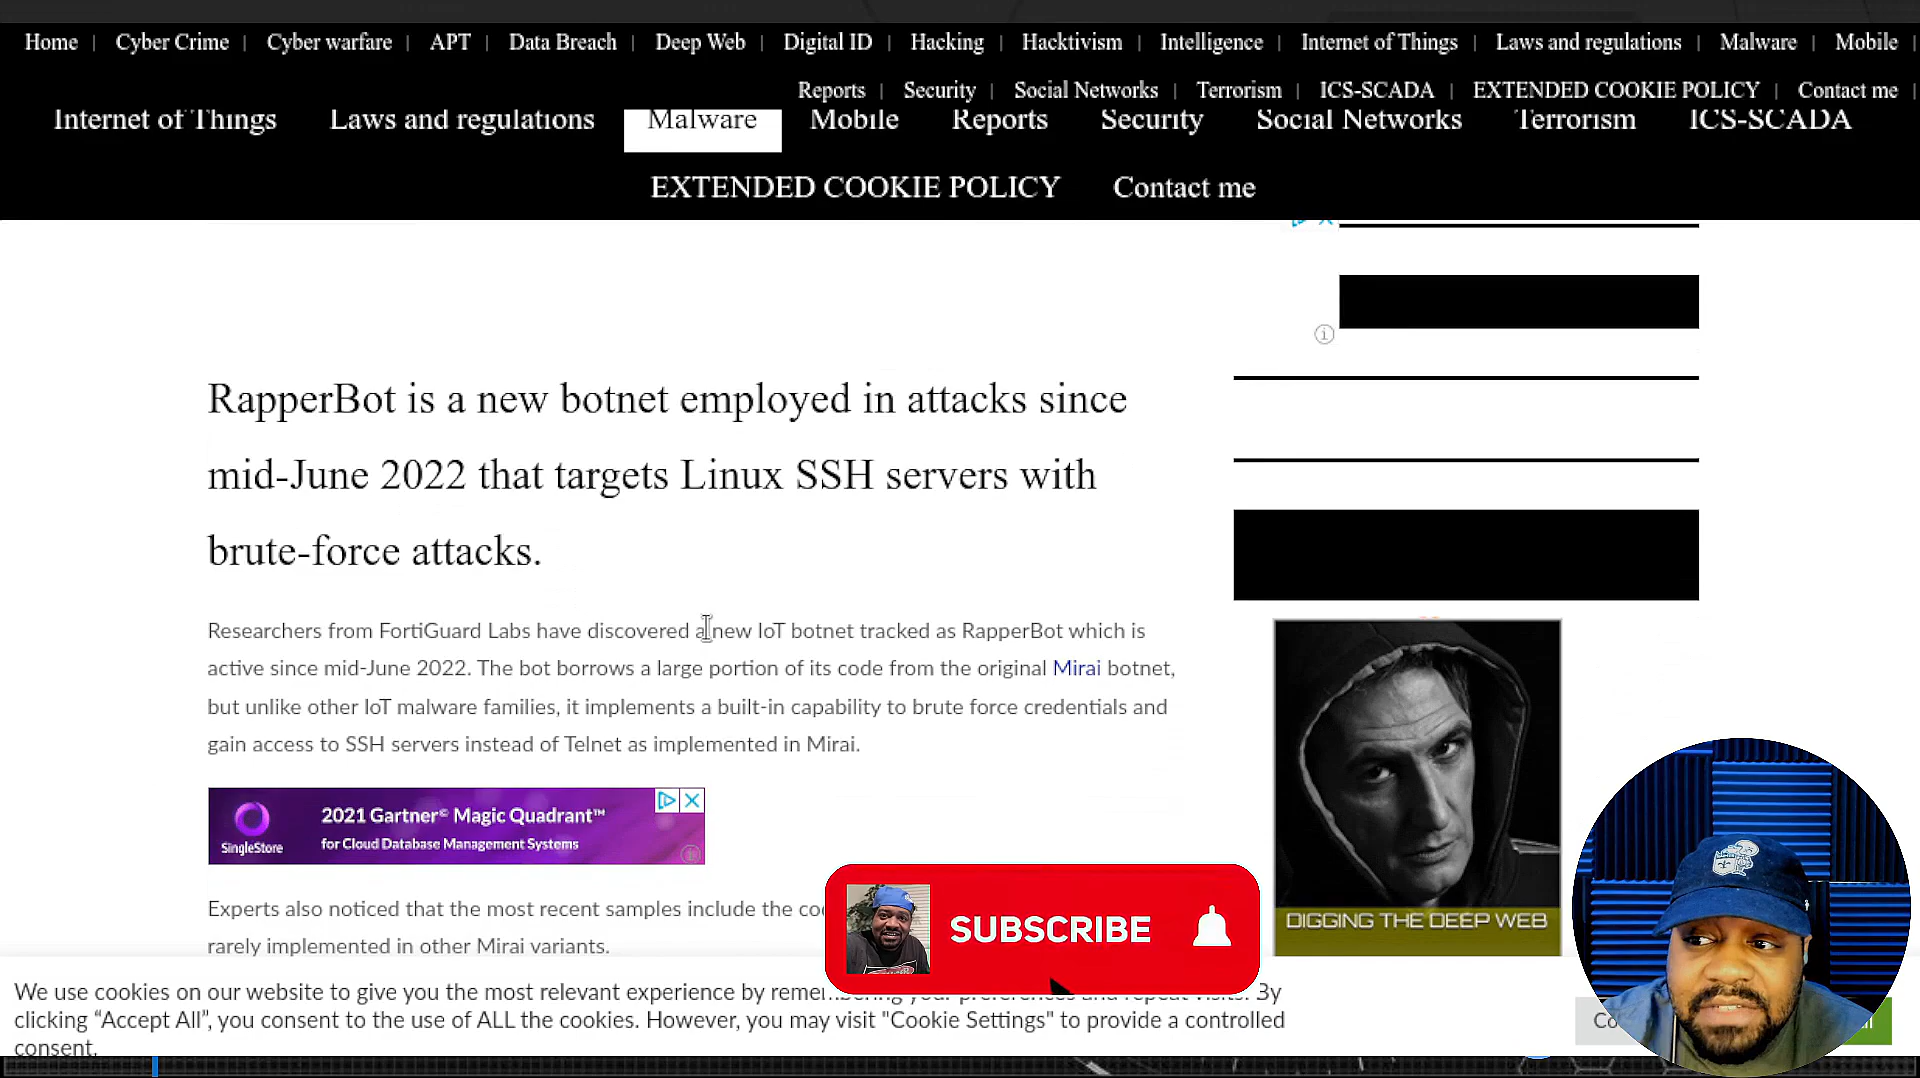 Home | Cyber Crime | Cyber warfare | APT | Data Breach | Deep Web | Digital ID | Hacking | Hacktivism | Intelligence | Internet of Things | Laws and regulations | Malware | Mobile |
Reports | Security | Social Networks | Terrorism | ICS-SCADA | EXTENDED COOKIE POLICY | Contact me |
Internet of Things Laws and regulations Malware Mobile Reports Security Social Networks Terrorism ICS-SCADA
EXTENDED COOKIE POLICY Contact me
RapperBot is a new botnet employed in attacks since
mid-June 2022 that targets Linux SSH servers with
brute-force attacks.
Researchers from FortiGuard Labs have discovered a new IoT botnet tracked as RapperBot which is
active since mid-June 2022. The bot borrows a large portion of its code from the original Mirai botnet,
but unlike other IoT malware families, it implements a built-in capability to brute force credentials and
gain access to SSH servers instead of Telnet as implemented in Mirai.
2021 Gartner® Magic Quadrant™
for Cloud Database Management Systems
SingleStore
Experts also noticed that the most recent samples include the
rarely implemented in other Mirai variants.
SUBSCRIBE
DIGGING THE DEEP WEB
We use cookies on our website to give you the most relevant experience by remembering your preferences and repeat visits. By
clicking “Accept All”, you consent to the use of ALL the cookies. However, you may visit "Cookie Settings" to provide a controlled
consent.